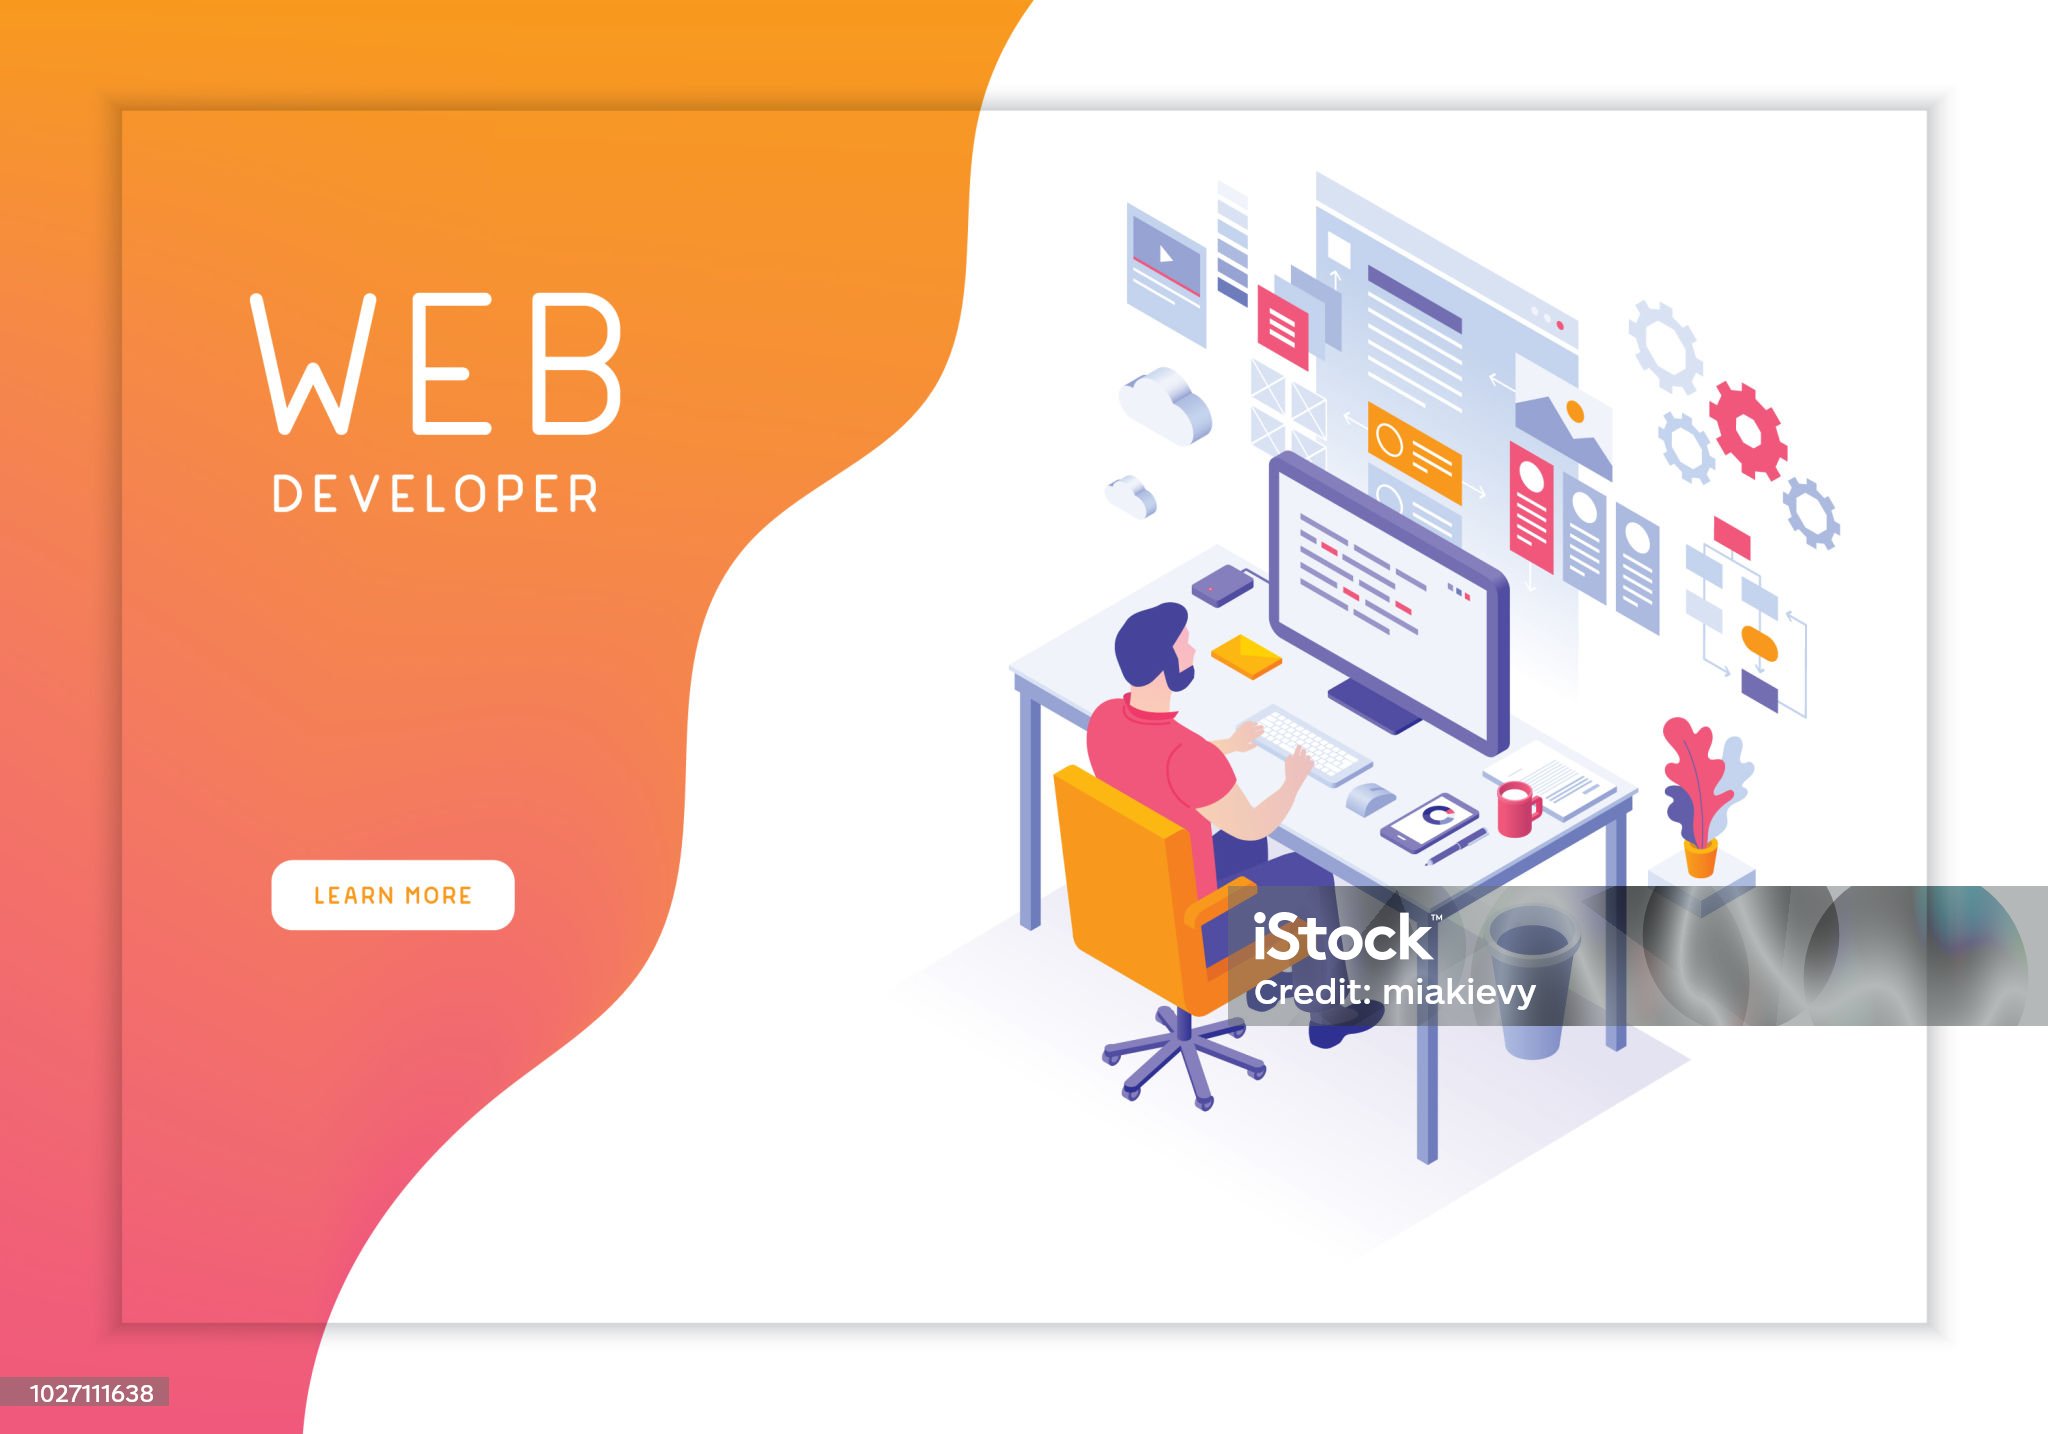 WEB
DEVELOPER
LEARN MORE
iStock™
Credit: miakievy
1027111638